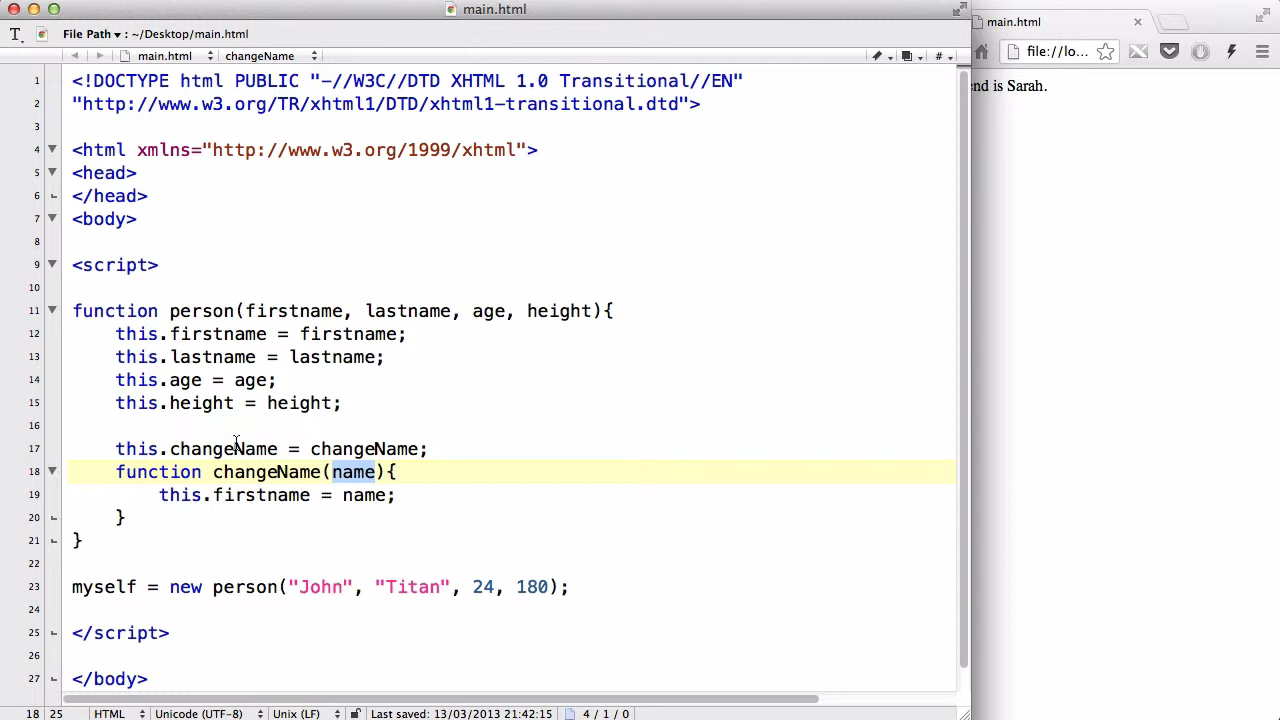 main.html
File Path ▾ : ~/Desktop/main.html
main.html changeName #
1 <!DOCTYPE html PUBLIC "-//W3C//DTD XHTML 1.0 Transitional//EN"
2 "http://www.w3.org/TR/xhtml1/DTD/xhtml1-transitional.dtd">
3
4 <html xmlns="http://www.w3.org/1999/xhtml">
5 <head>
6 </head>
7 <body>
8
9 <script>
10
11 function person(firstname, lastname, age, height){
12 this.firstname = firstname;
13 this.lastname = lastname;
14 this.age = age;
15 this.height = height;
16
17 this.changeName = changeName;
18 function changeName(name){
19 this.firstname = name;
20 }
21 }
22
23 myself = new person("John", "Titan", 24, 180);
24
25 </script>
26
27 </body>
18 25 HTML Unicode (UTF-8) Unix (LF) Last saved: 13/03/2013 21:42:15 4 / 1 / 0
main.html
file://lo...
end is Sarah.